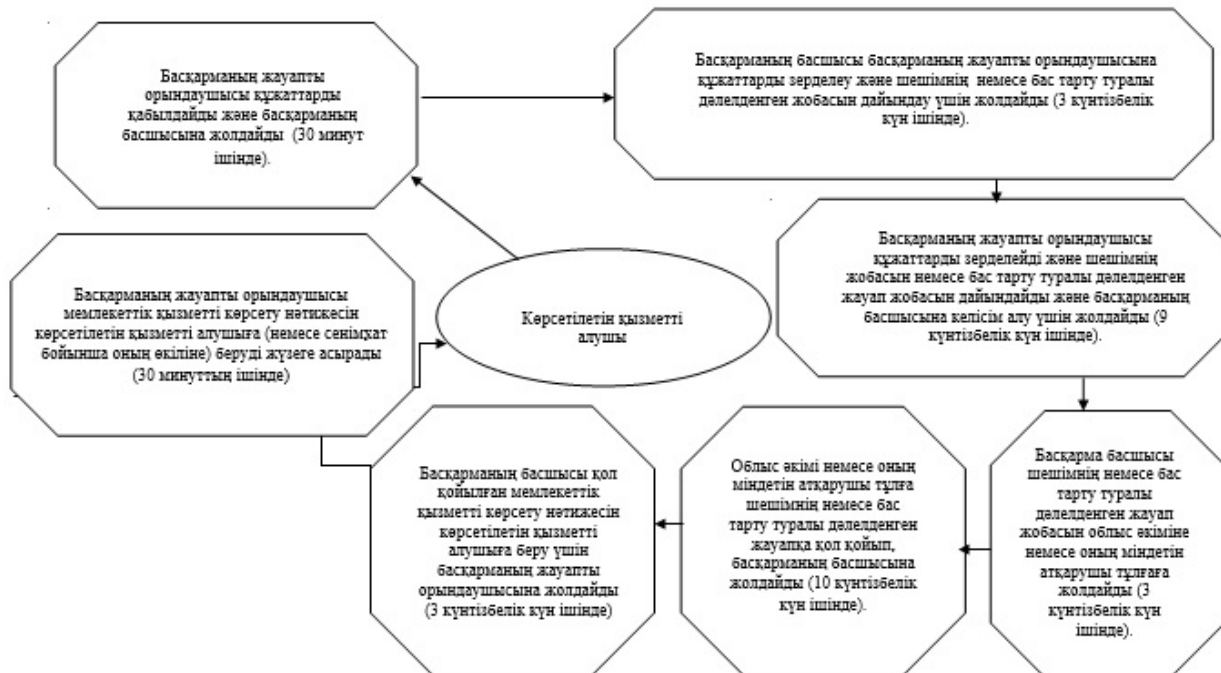 Басқарманың жауапты
орындаушысы құжаттарды
қабылдайды және басқарманың
басшысына жолдайды (30 минут
ішінде).
Басқарманың басшысы басқарманың жауапты орындаушысына
құжаттарды зерделеу және шешімнің немесе бас тарту туралы
дәлелденген жобасын дайындау үшін жолдайды (3 күнтізбелік
күн ішінде).
Басқарманың жауапты орындаушысы
құжаттарды зерделейді және шешімнің
жобасын немесе бас тарту туралы дәлелденген
жауап жобасын дайындайды және басқарманың
басшысына келісім алу үшін жолдайды (9
күнтізбелік күн ішінде).
Басқарманың жауапты орындаушысы
мемлекеттік қызметті көрсету нәтижесін
көрсетілетін қызметті алушыға (немесе сенімхат
бойынша оның өкіліне) беруді жүзеге асырады
(30 минуттың ішінде)
Көрсетілетін қызметті
алушы
Басқарманың басшысы қол
қойылған мемлекеттік
қызметті көрсету нәтижесін
көрсетілетін қызметті
алушыға беру үшін
басқарманың жауапты
орындаушысына жолдайды
(3 күнтізбелік күн ішінде)
Облыс әкімі немесе оның
міндетін атқарушы тұлға
шешімнің немесе бас
тарту туралы дәлелденген
жауапқа қол қойып,
басқарманың басшысына
жолдайды (10 күнтізбелік
күн ішінде).
Басқарма басшысы
шешімнің немесе бас
тарту туралы
дәлелденген жауап
жобасын облыс әкіміне
немесе оның міндетін
атқарушы тұлғаға
жолдайды (3
күнтізбелік күн
ішінде).